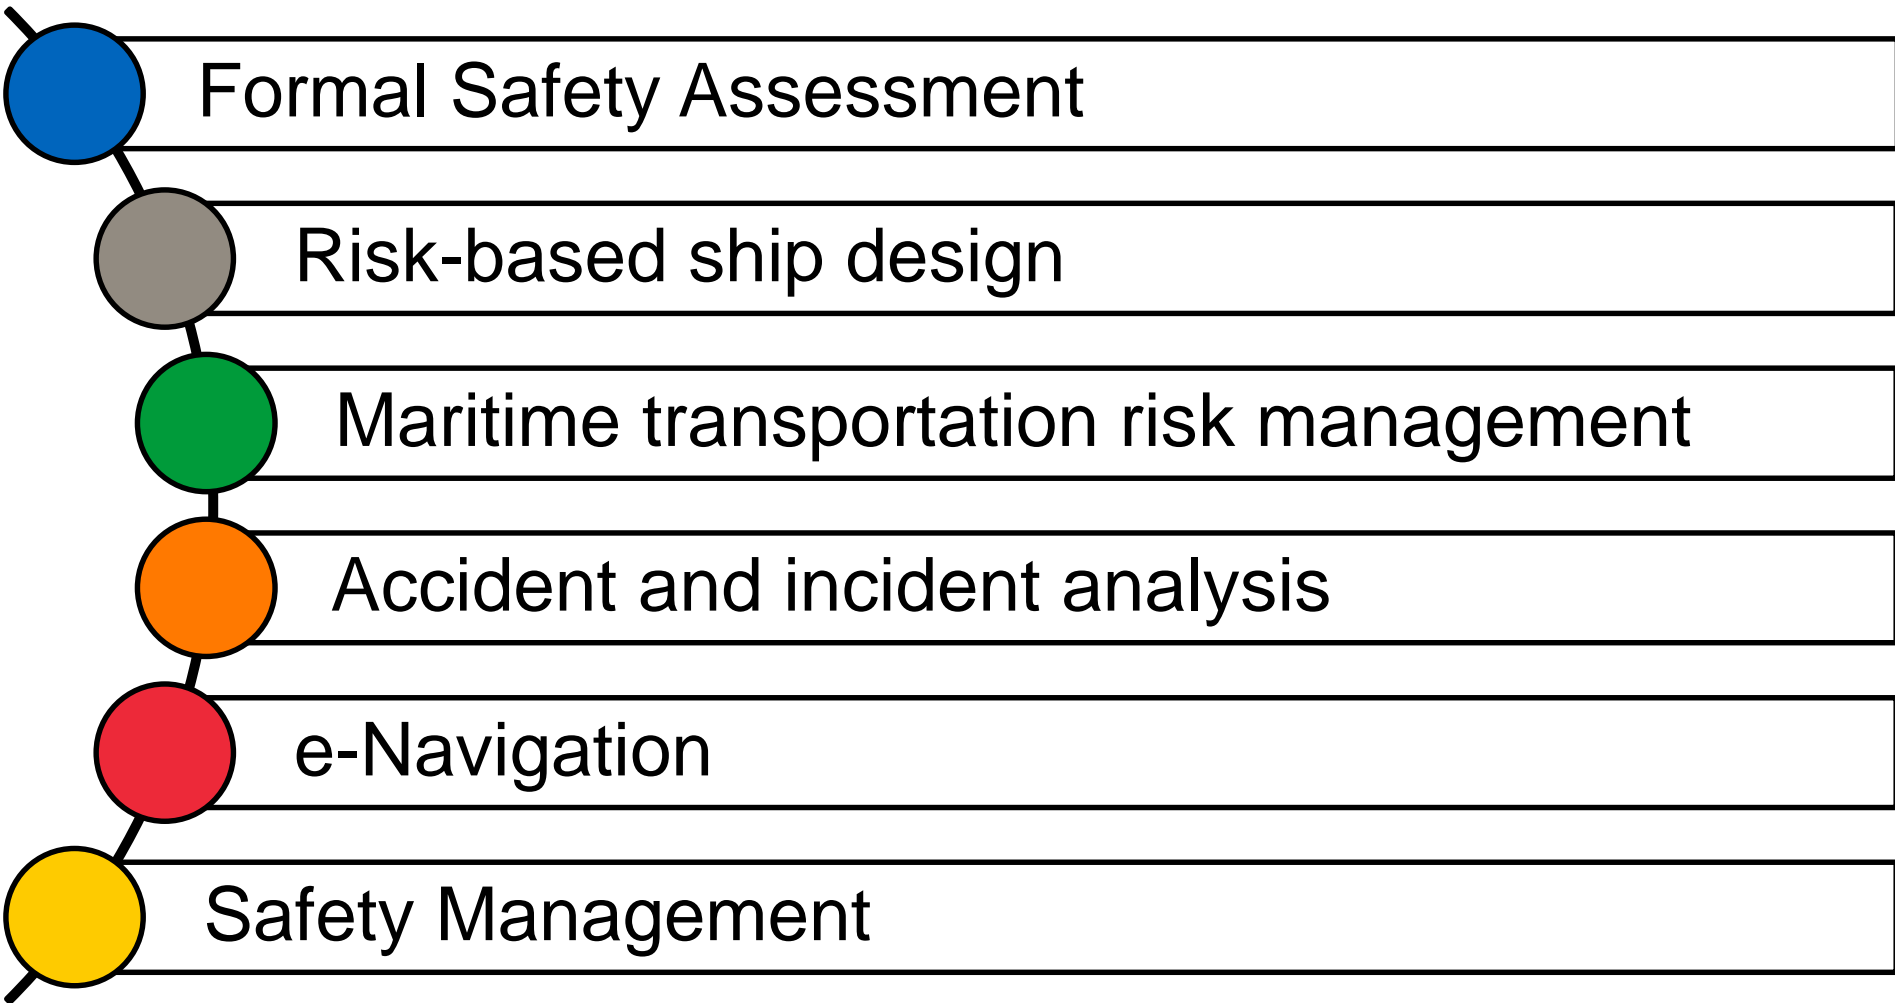 Formal Safety Assessment
Risk-based ship design
Maritime transportation risk management
Accident and incident analysis
e-Navigation
Safety Management